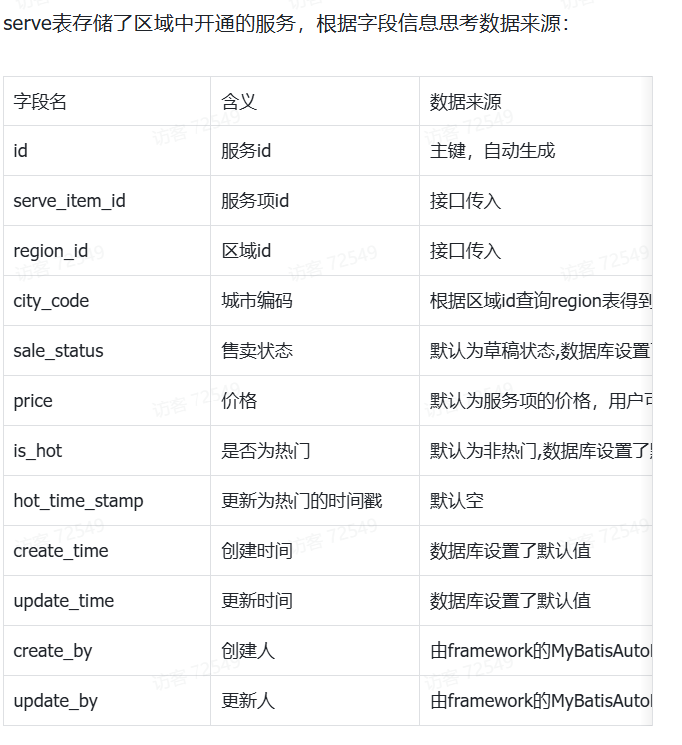 serve表存储了区域中开通的服务，根据字段信息思考数据来源：
字段名 含义 数据来源
id 服务id 主键，自动生成
serve_item_id 服务项id 接口传入
region_id 区域id 接口传入
city_code 城市编码 根据区域id查询region表得到
sale_status 售卖状态 默认为草稿状态,数据库设置
price 价格 默认为服务项的价格，用户
is_hot 是否为热门 默认为非热门,数据库设置了
hot_time_stamp 更新为热门的时间戳 默认空
create_time 创建时间 数据库设置了默认值
update_time 更新时间 数据库设置了默认值
create_by 创建人 由framework的MyBatisAuto
update_by 更新人 由framework的MyBatisAuto
访客 72549
访客 72549
访客 72549
访客 72549
访客 72549
访客 72549
访客 72549
访客 72549
访客 72549